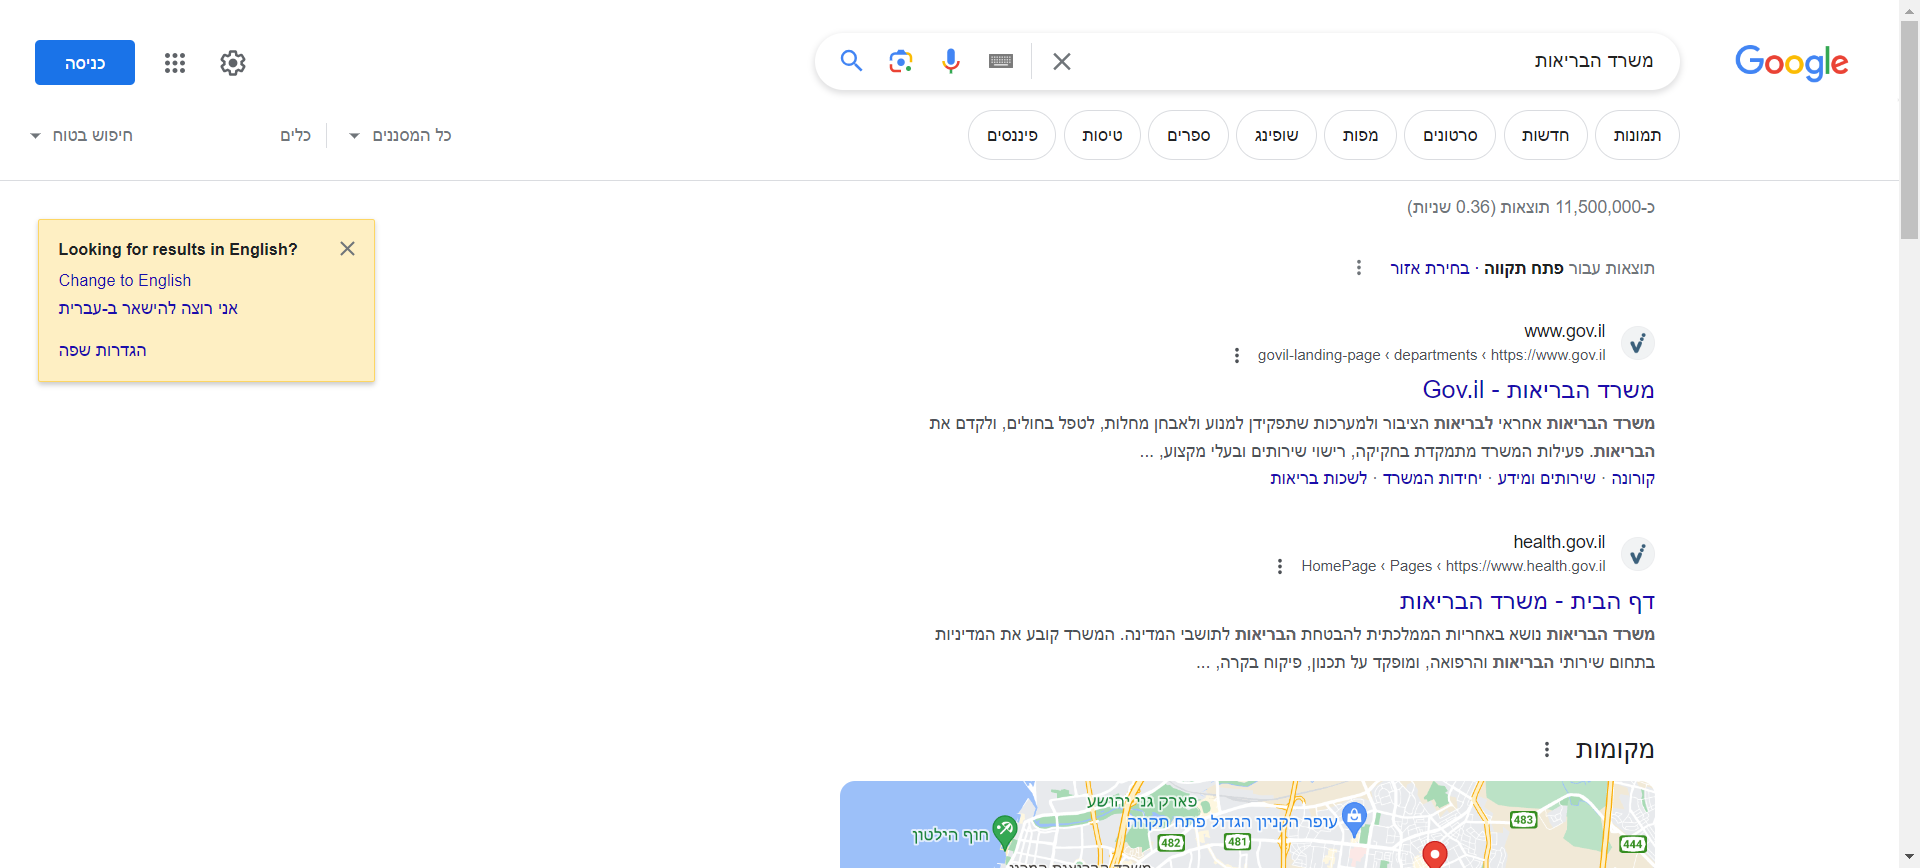 Google
משרד הבריאות
כניסה
תמונות
חדשות
סרטונים
מפות
שופינג
ספרים
טיסות
פיננסים
כל המסננים
כלים
חיפוש בטוח
כ-11,500,000 תוצאות (0.36 שניות)
Looking for results in English?
Change to English
אני רוצה להישאר ב-עברית
הגדרות שפה
תוצאות עבור פתח תקווה · בחירת אזור
www.gov.il
https://www.gov.il › departments › govil-landing-page
משרד הבריאות - Gov.il
משרד הבריאות אחראי לבריאות הציבור ולמערכות שתפקידן למנוע ולאבחן מחלות, לטפל בחולים, ולקדם את
הבריאות. פעילות המשרד מתמקדת בחקיקה, רישוי שירותים ובעלי מקצוע, ...
קורונה · שירותים ומידע · יחידות המשרד · לשכות בריאות
health.gov.il
https://www.health.gov.il › Pages › HomePage
דף הבית - משרד הבריאות
משרד הבריאות נושא באחריות הממלכתית להבטחת הבריאות לתושבי המדינה. המשרד קובע את המדיניות
בתחום שירותי הבריאות והרפואה, ומופקד על תכנון, פיקוח בקרה, ...
מקומות
פארק גני יהושע
עופר הקניון הגדול פתח תקווה
חוף הילטון
483
482
481
444